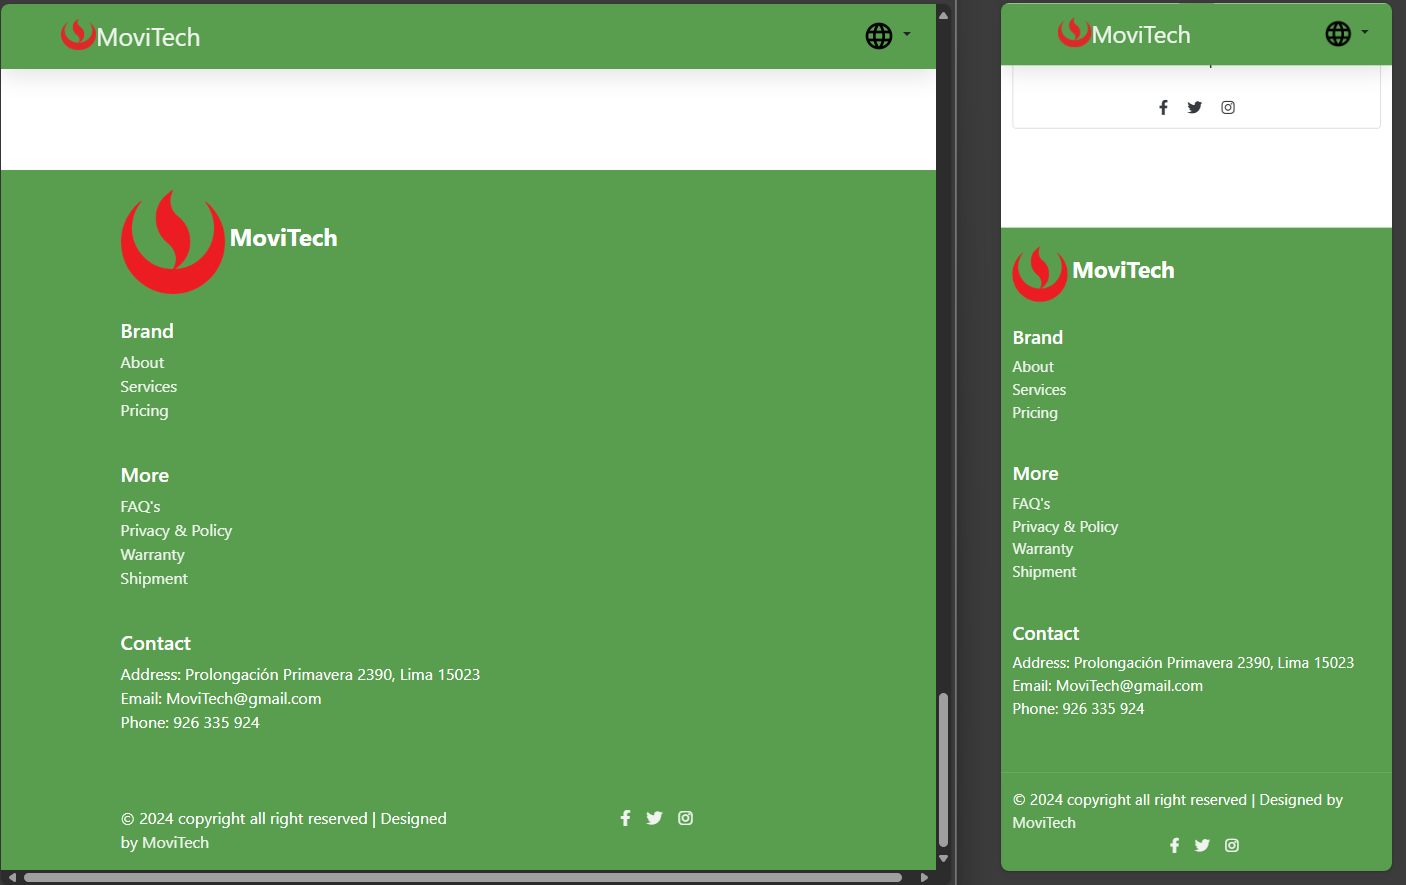 MoviTech
MoviTech
Brand
About
Services
Pricing
More
FAQ's
Privacy & Policy
Warranty
Shipment
Contact
Address: Prolongación Primavera 2390, Lima 15023
Email: MoviTech@gmail.com
Phone: 926 335 924
© 2024 copyright all right reserved | Designed
by MoviTech
MoviTech
MoviTech
Brand
About
Services
Pricing
More
FAQ's
Privacy & Policy
Warranty
Shipment
Contact
Address: Prolongación Primavera 2390, Lima 15023
Email: MoviTech@gmail.com
Phone: 926 335 924
© 2024 copyright all right reserved | Designed by
MoviTech